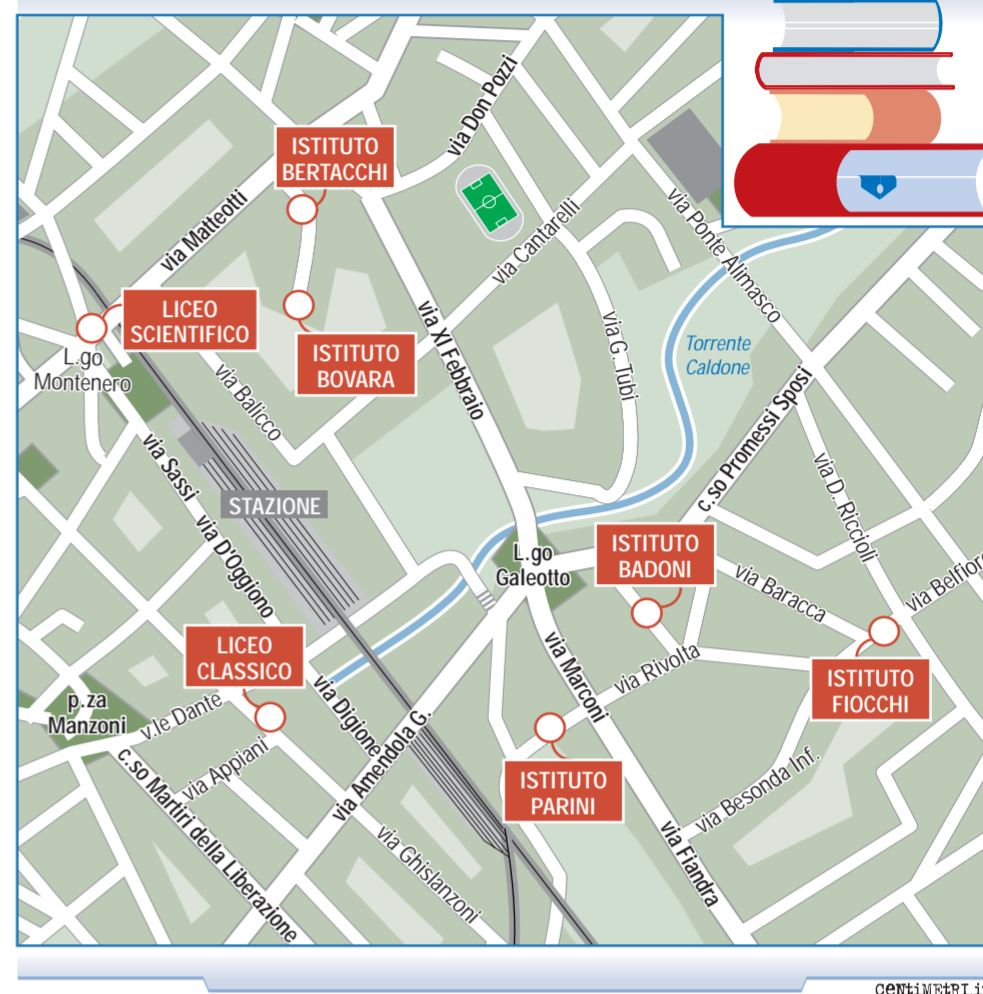 via Don Pozzi
ISTITUTO
BERTACCHI
via Matteotti
via Cantarelli
via Ponte Alimasco
LICEO
SCIENTIFICO
L.go
Montenero
ISTITUTO
BOVARA
via XI Febbraio
via G. Tubi
Torrente
Caldone
via Balicco
c.so Promessi Sposi
via Sassi
STAZIONE
via D. Riccioli
via D'Oggiono
L.go
Galeotto
ISTITUTO
BADONI
via Baracca
via Belfiore
LICEO
CLASSICO
via Marconi
via Rivolta
ISTITUTO
FIOCCHI
p.za
Manzoni
v.le Dante
via Digione
via Appiani
via Amendola G.
ISTITUTO
PARINI
via Besonda Inf.
c.so Martiri della Liberazione
via Ghislanzoni
via Fiandra
CENTIMETRI.i